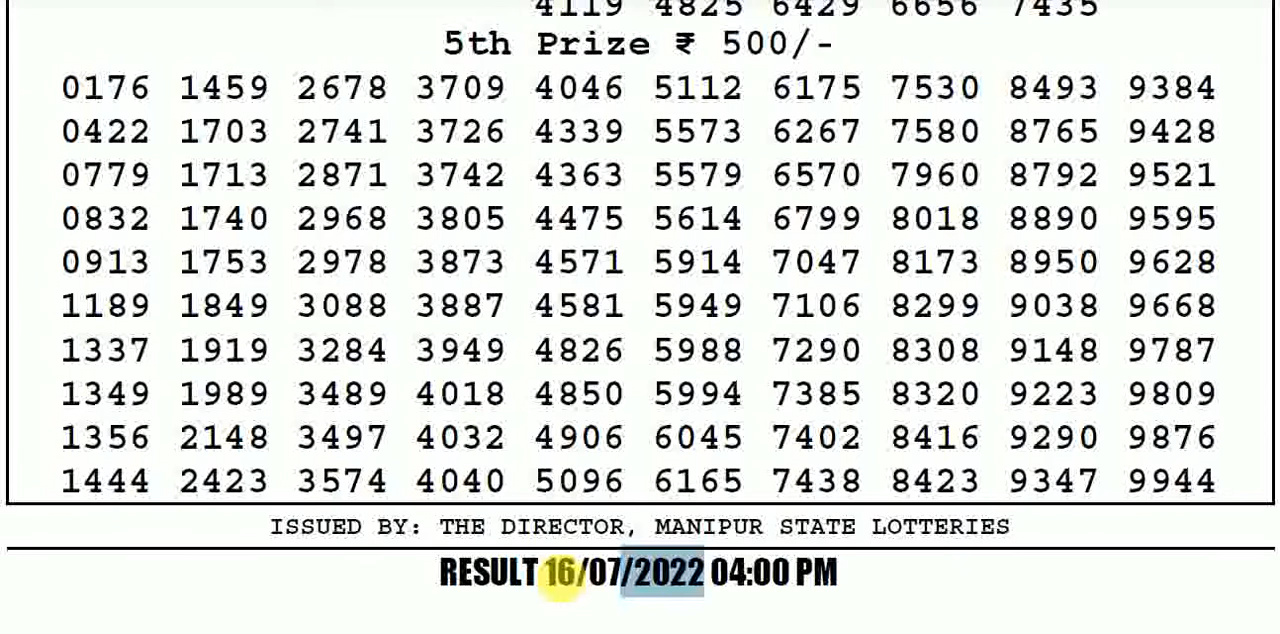 4119 4825 6429 6656 7435
5th Prize ₹ 500/-
0176 1459 2678 3709 4046 5112 6175 7530 8493 9384
0422 1703 2741 3726 4339 5573 6267 7580 8765 9428
0779 1713 2871 3742 4363 5579 6570 7960 8792 9521
0832 1740 2968 3805 4475 5614 6799 8018 8890 9595
0913 1753 2978 3873 4571 5914 7047 8173 8950 9628
1189 1849 3088 3887 4581 5949 7106 8299 9038 9668
1337 1919 3284 3949 4826 5988 7290 8308 9148 9787
1349 1989 3489 4018 4850 5994 7385 8320 9223 9809
1356 2148 3497 4032 4906 6045 7402 8416 9290 9876
1444 2423 3574 4040 5096 6165 7438 8423 9347 9944
ISSUED BY: THE DIRECTOR, MANIPUR STATE LOTTERIES
RESULT 16/07/2022 04:00 PM